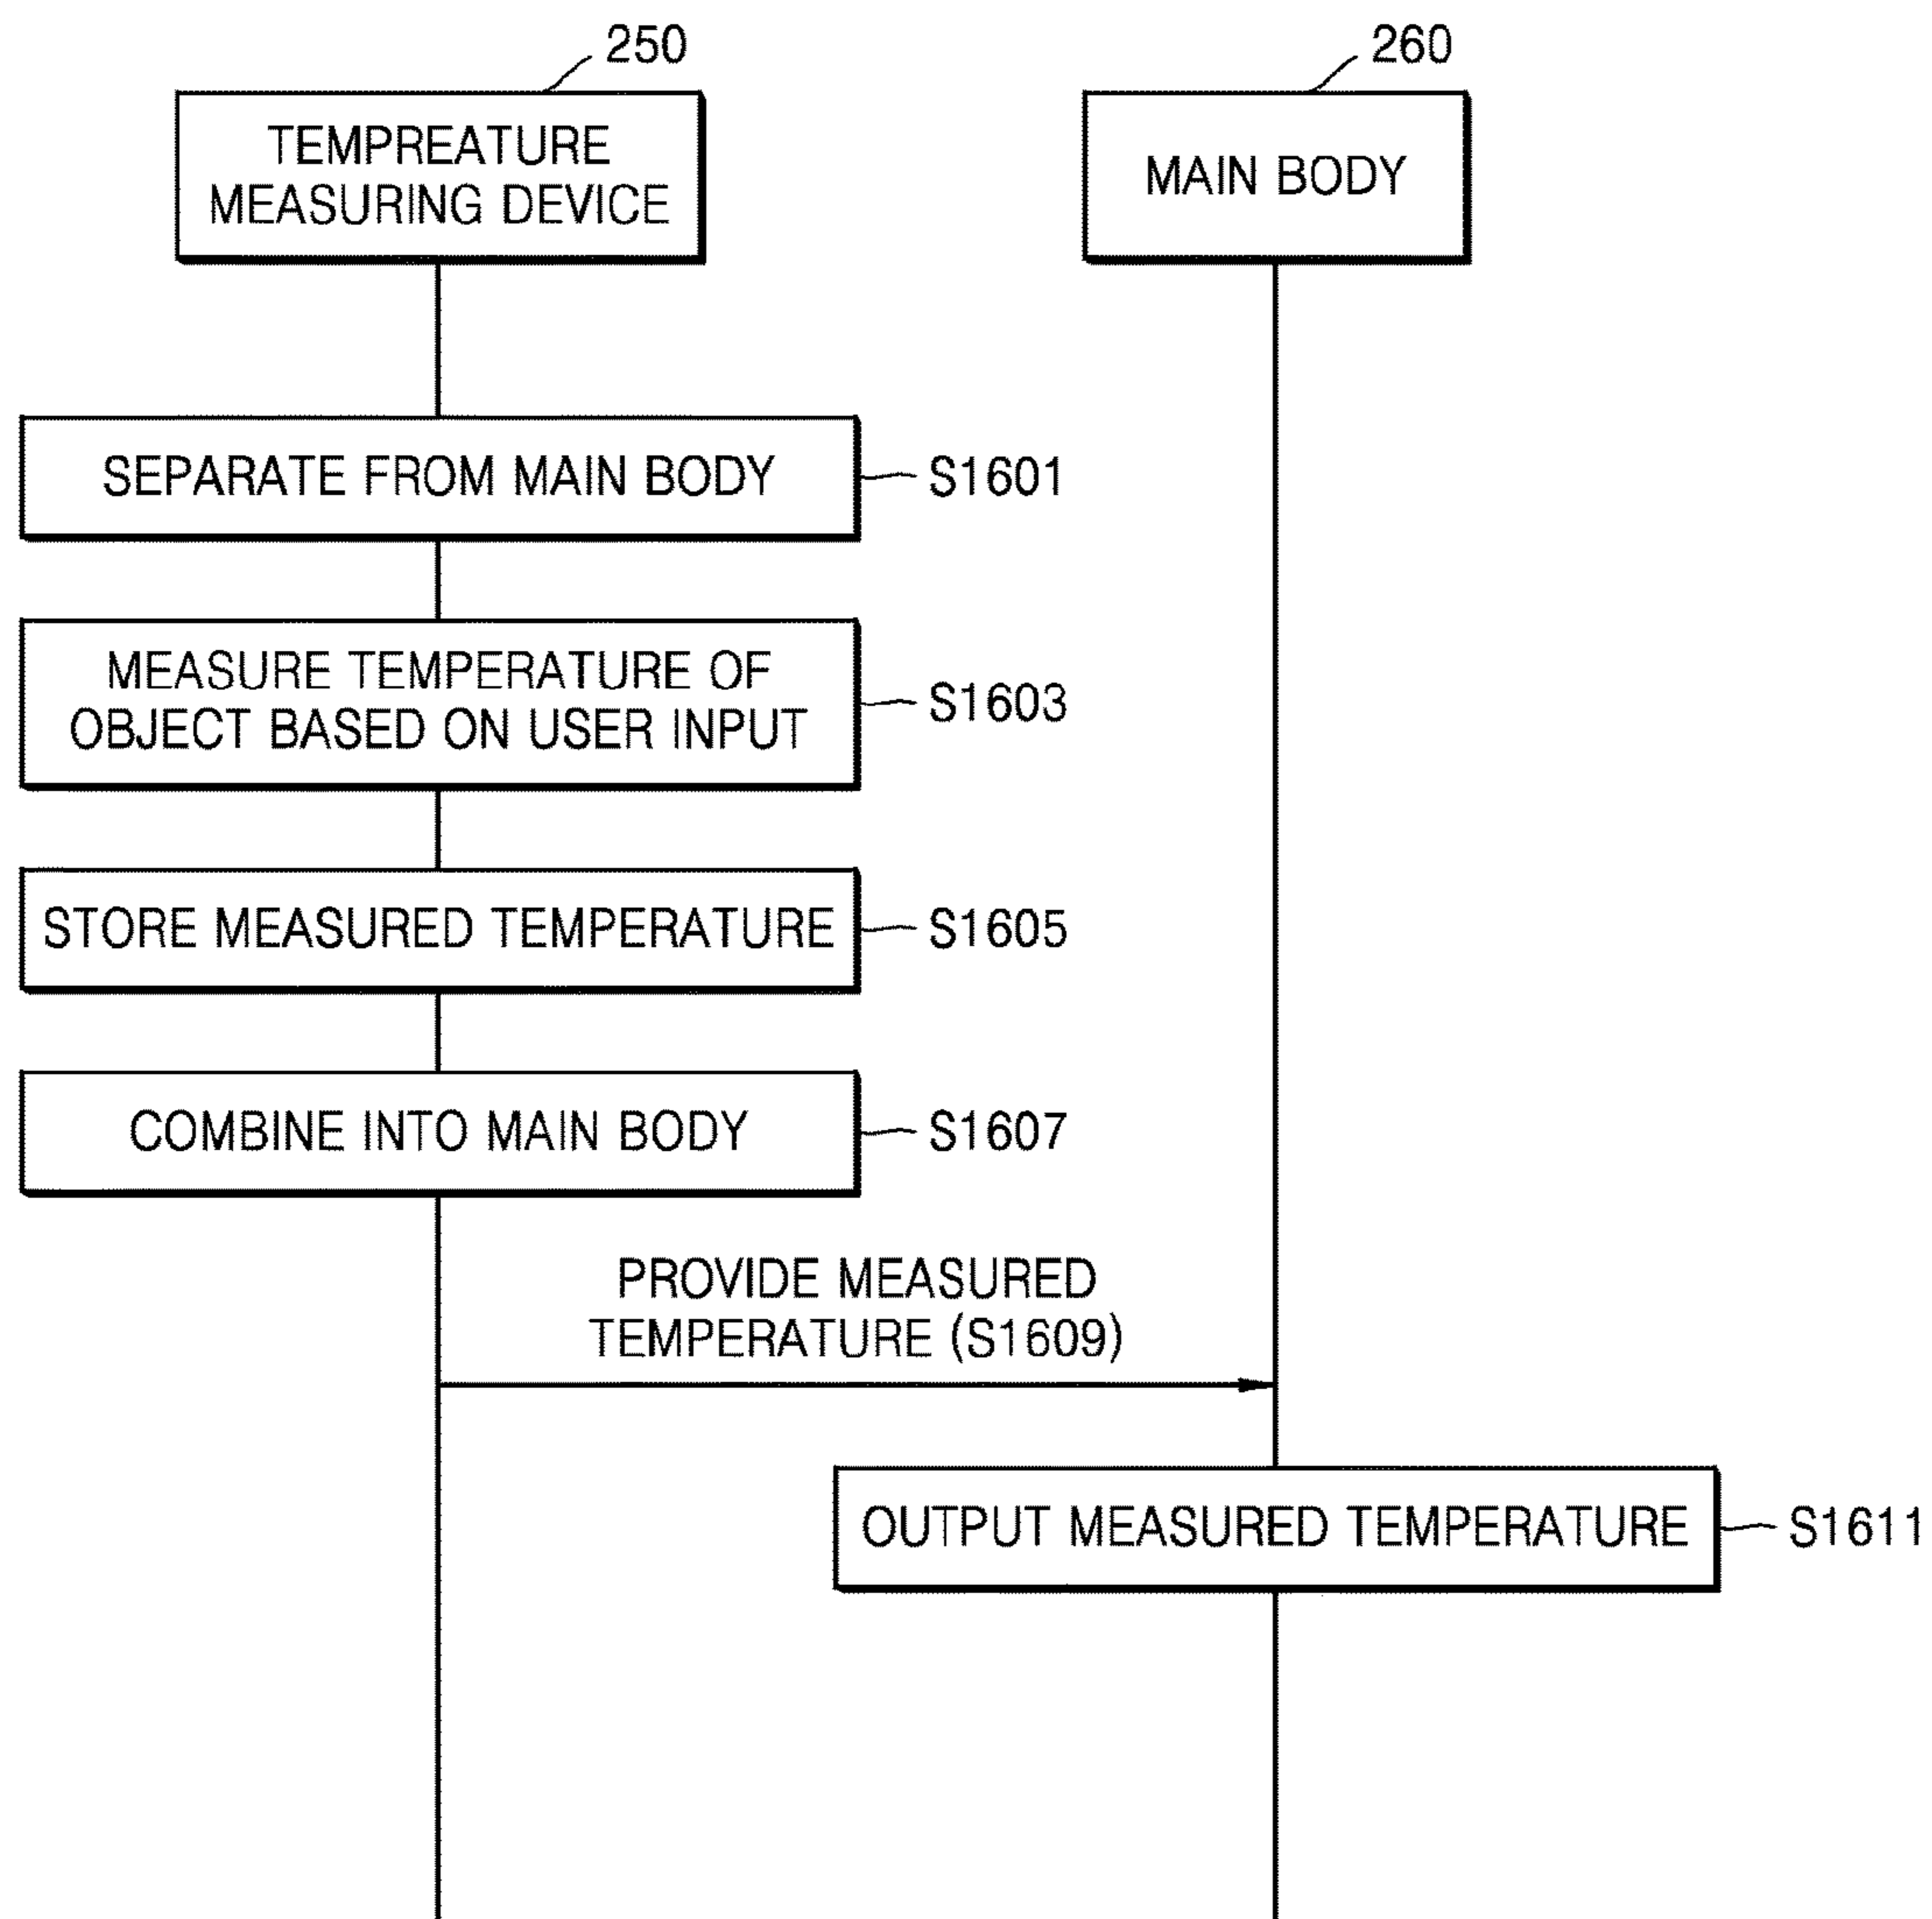 250
260
TEMPREATURE
MEASURING DEVICE
MAIN BODY
SEPARATE FROM MAIN BODY
S1601
MEASURE TEMPERATURE OF
OBJECT BASED ON USER INPUT
S1603
STORE MEASURED TEMPERATURE
S1605
COMBINE INTO MAIN BODY
S1607
PROVIDE MEASURED
TEMPERATURE (S1609)
OUTPUT MEASURED TEMPERATURE
S1611